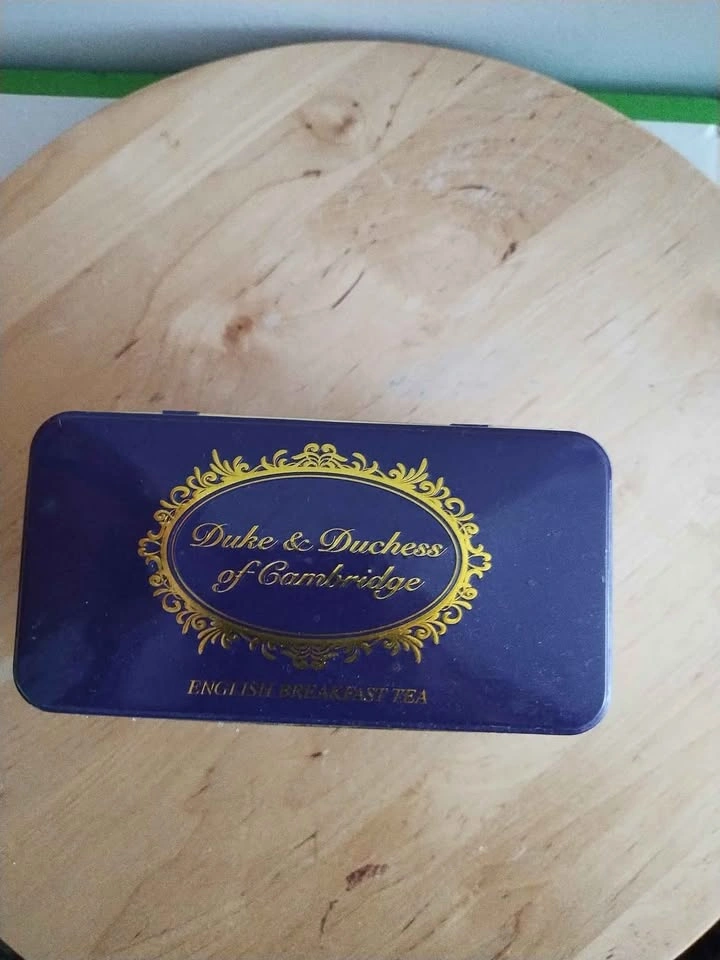 Duke & Duchess
of Cambridge
ENGLISH BREAKFAST TEA